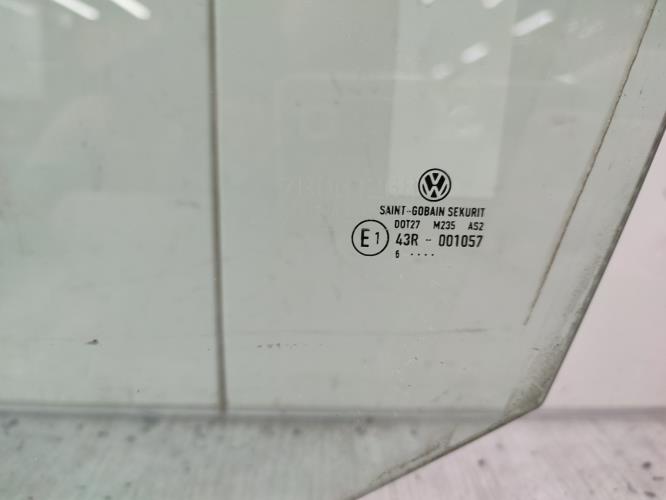 SAINT-GOBAIN SEKURIT
DOT27 M235 AS2
E1 43R - 001057
6 ....